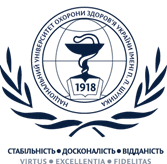 НАЦІОНАЛЬНИЙ УНІВЕРСИТЕТ ОХОРОНИ ЗДОРОВ'Я УКРАЇНИ ІМЕНІ П. Л. ШУПИКА
1918
СТАБІЛЬНІСТЬ • ДОСКОНАЛІСТЬ • ВІДДАНІСТЬ
VIRTUS • EXCELLENTIA • FIDELITAS